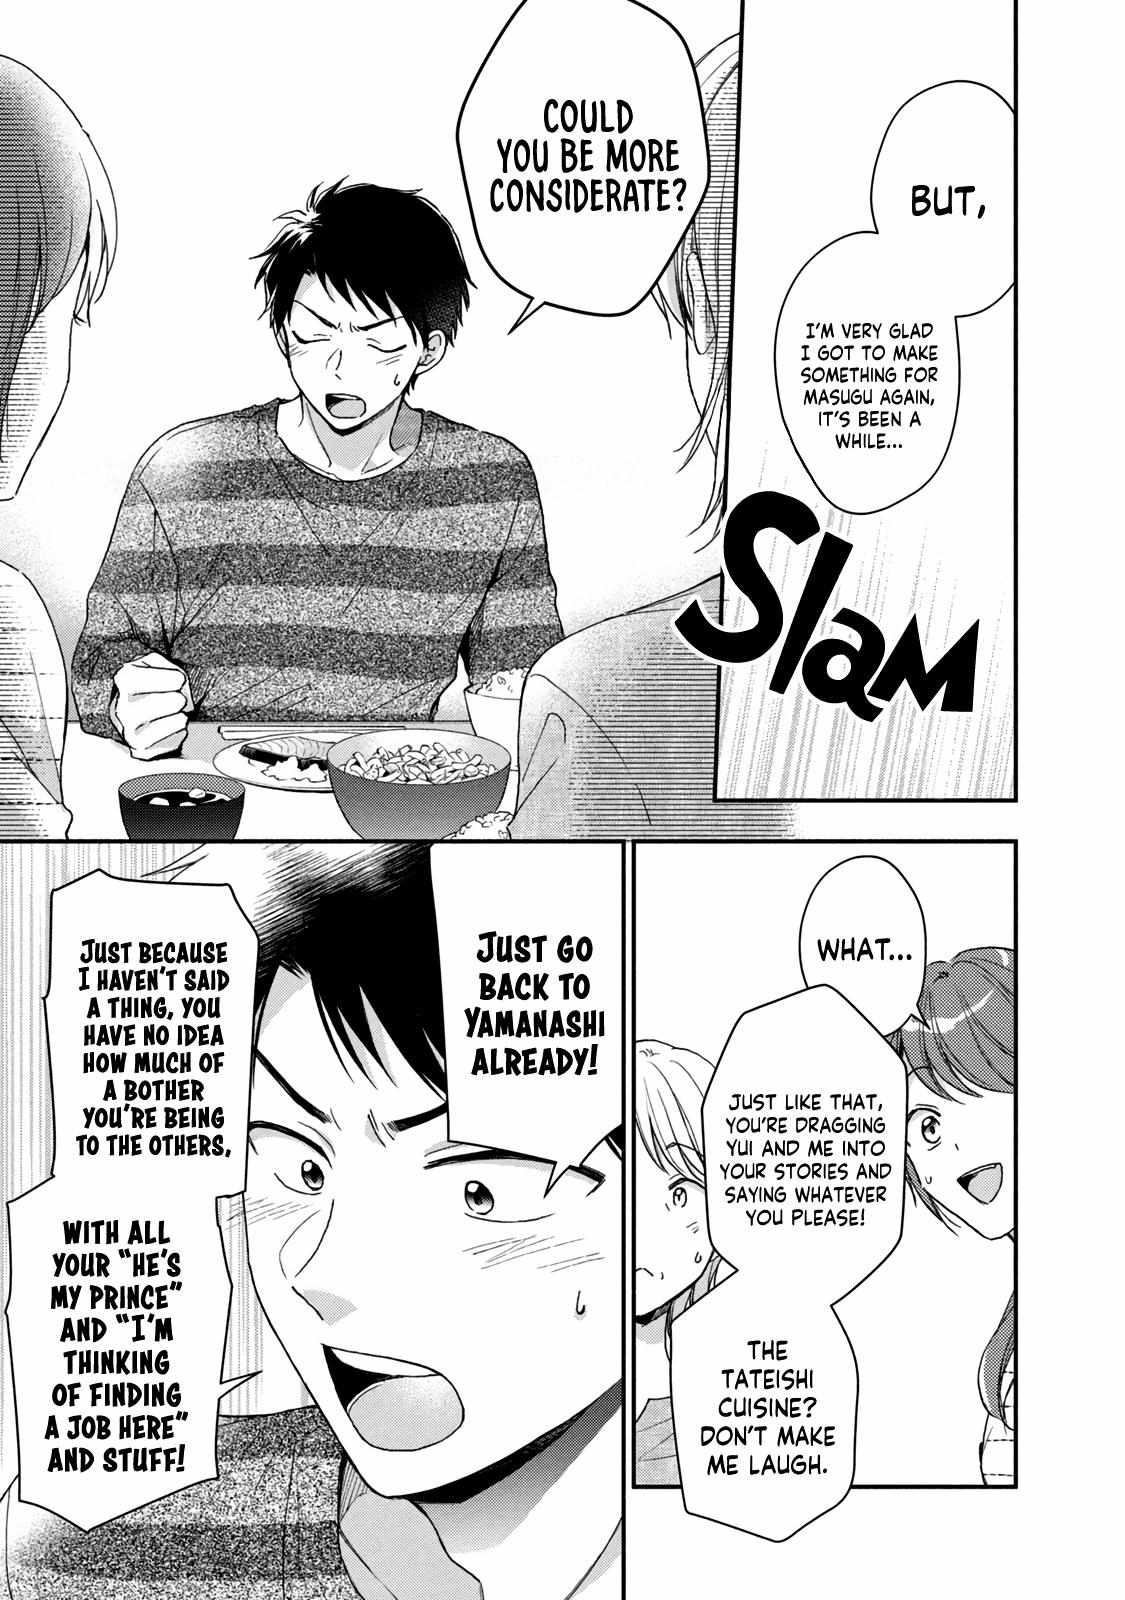 BUT,
I'M VERY GLAD
I GOT TO MAKE
SOMETHING FOR
MASUGU AGAIN,
IT'S BEEN A
WHILE...
SLAM
COULD
YOU BE MORE
CONSIDERATE?
WHAT...
JUST LIKE THAT,
YOU'RE DRAGGING
YUI AND ME INTO
YOUR STORIES AND
SAYING WHATEVER
YOU PLEASE!
THE
TATEISHI
CUISINE?
DON'T MAKE
ME LAUGH.
JUST GO
BACK TO
YAMANASHI
ALREADY!
JUST BECAUSE
I HAVEN'T SAID
A THING, YOU
HAVE NO IDEA
HOW MUCH OF
A BOTHER
YOU'RE BEING
TO THE OTHERS,
WITH ALL
YOUR "HE'S
MY PRINCE"
AND "I'M
THINKING
OF FINDING
A JOB HERE"
AND STUFF!